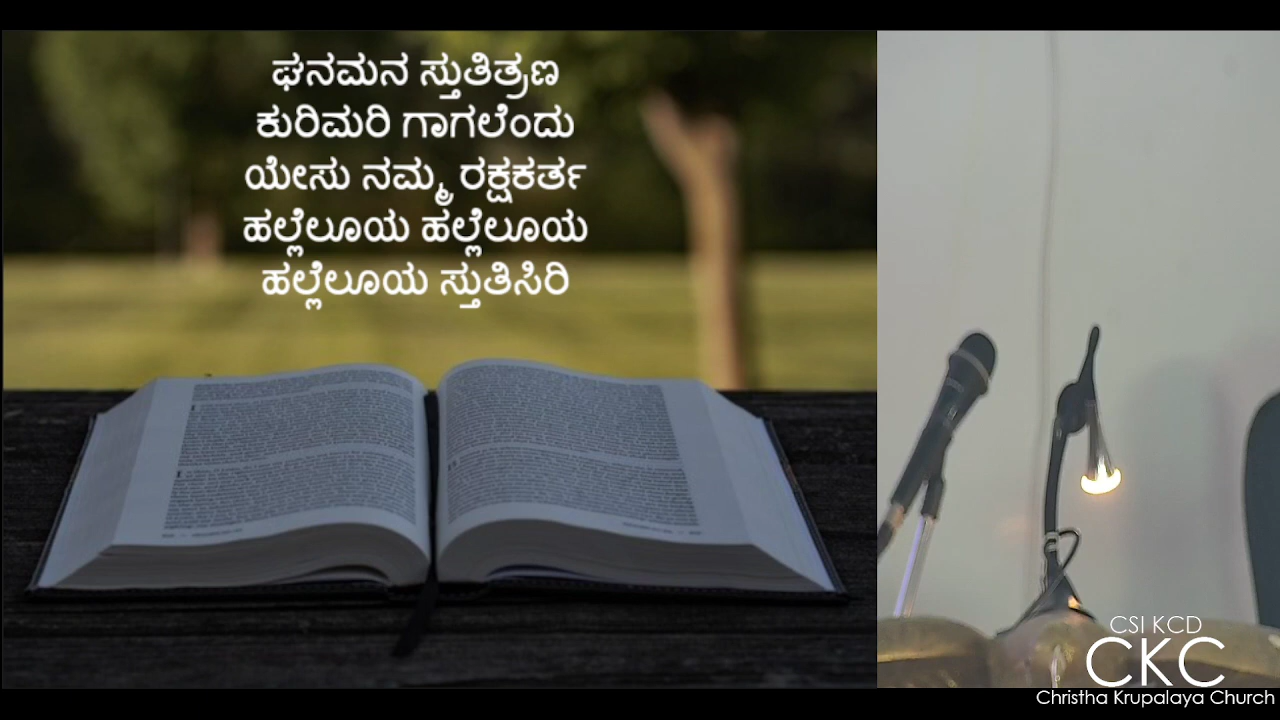 ಘನಮನ ಸ್ತುತಿತ್ರಣ
ಕುರಿಮರಿ ಗಾಗಲೆಂದು
ಯೇಸು ನಮ್ಮ ರಕ್ಷಕರ್ತ
ಹಲ್ಲೆಲೂಯ ಹಲ್ಲೆಲೂಯ
ಹಲ್ಲೆಲೂಯ ಸ್ತುತಿಸಿರಿ
CSI KCD
CKC
Christha Krupalaya Church